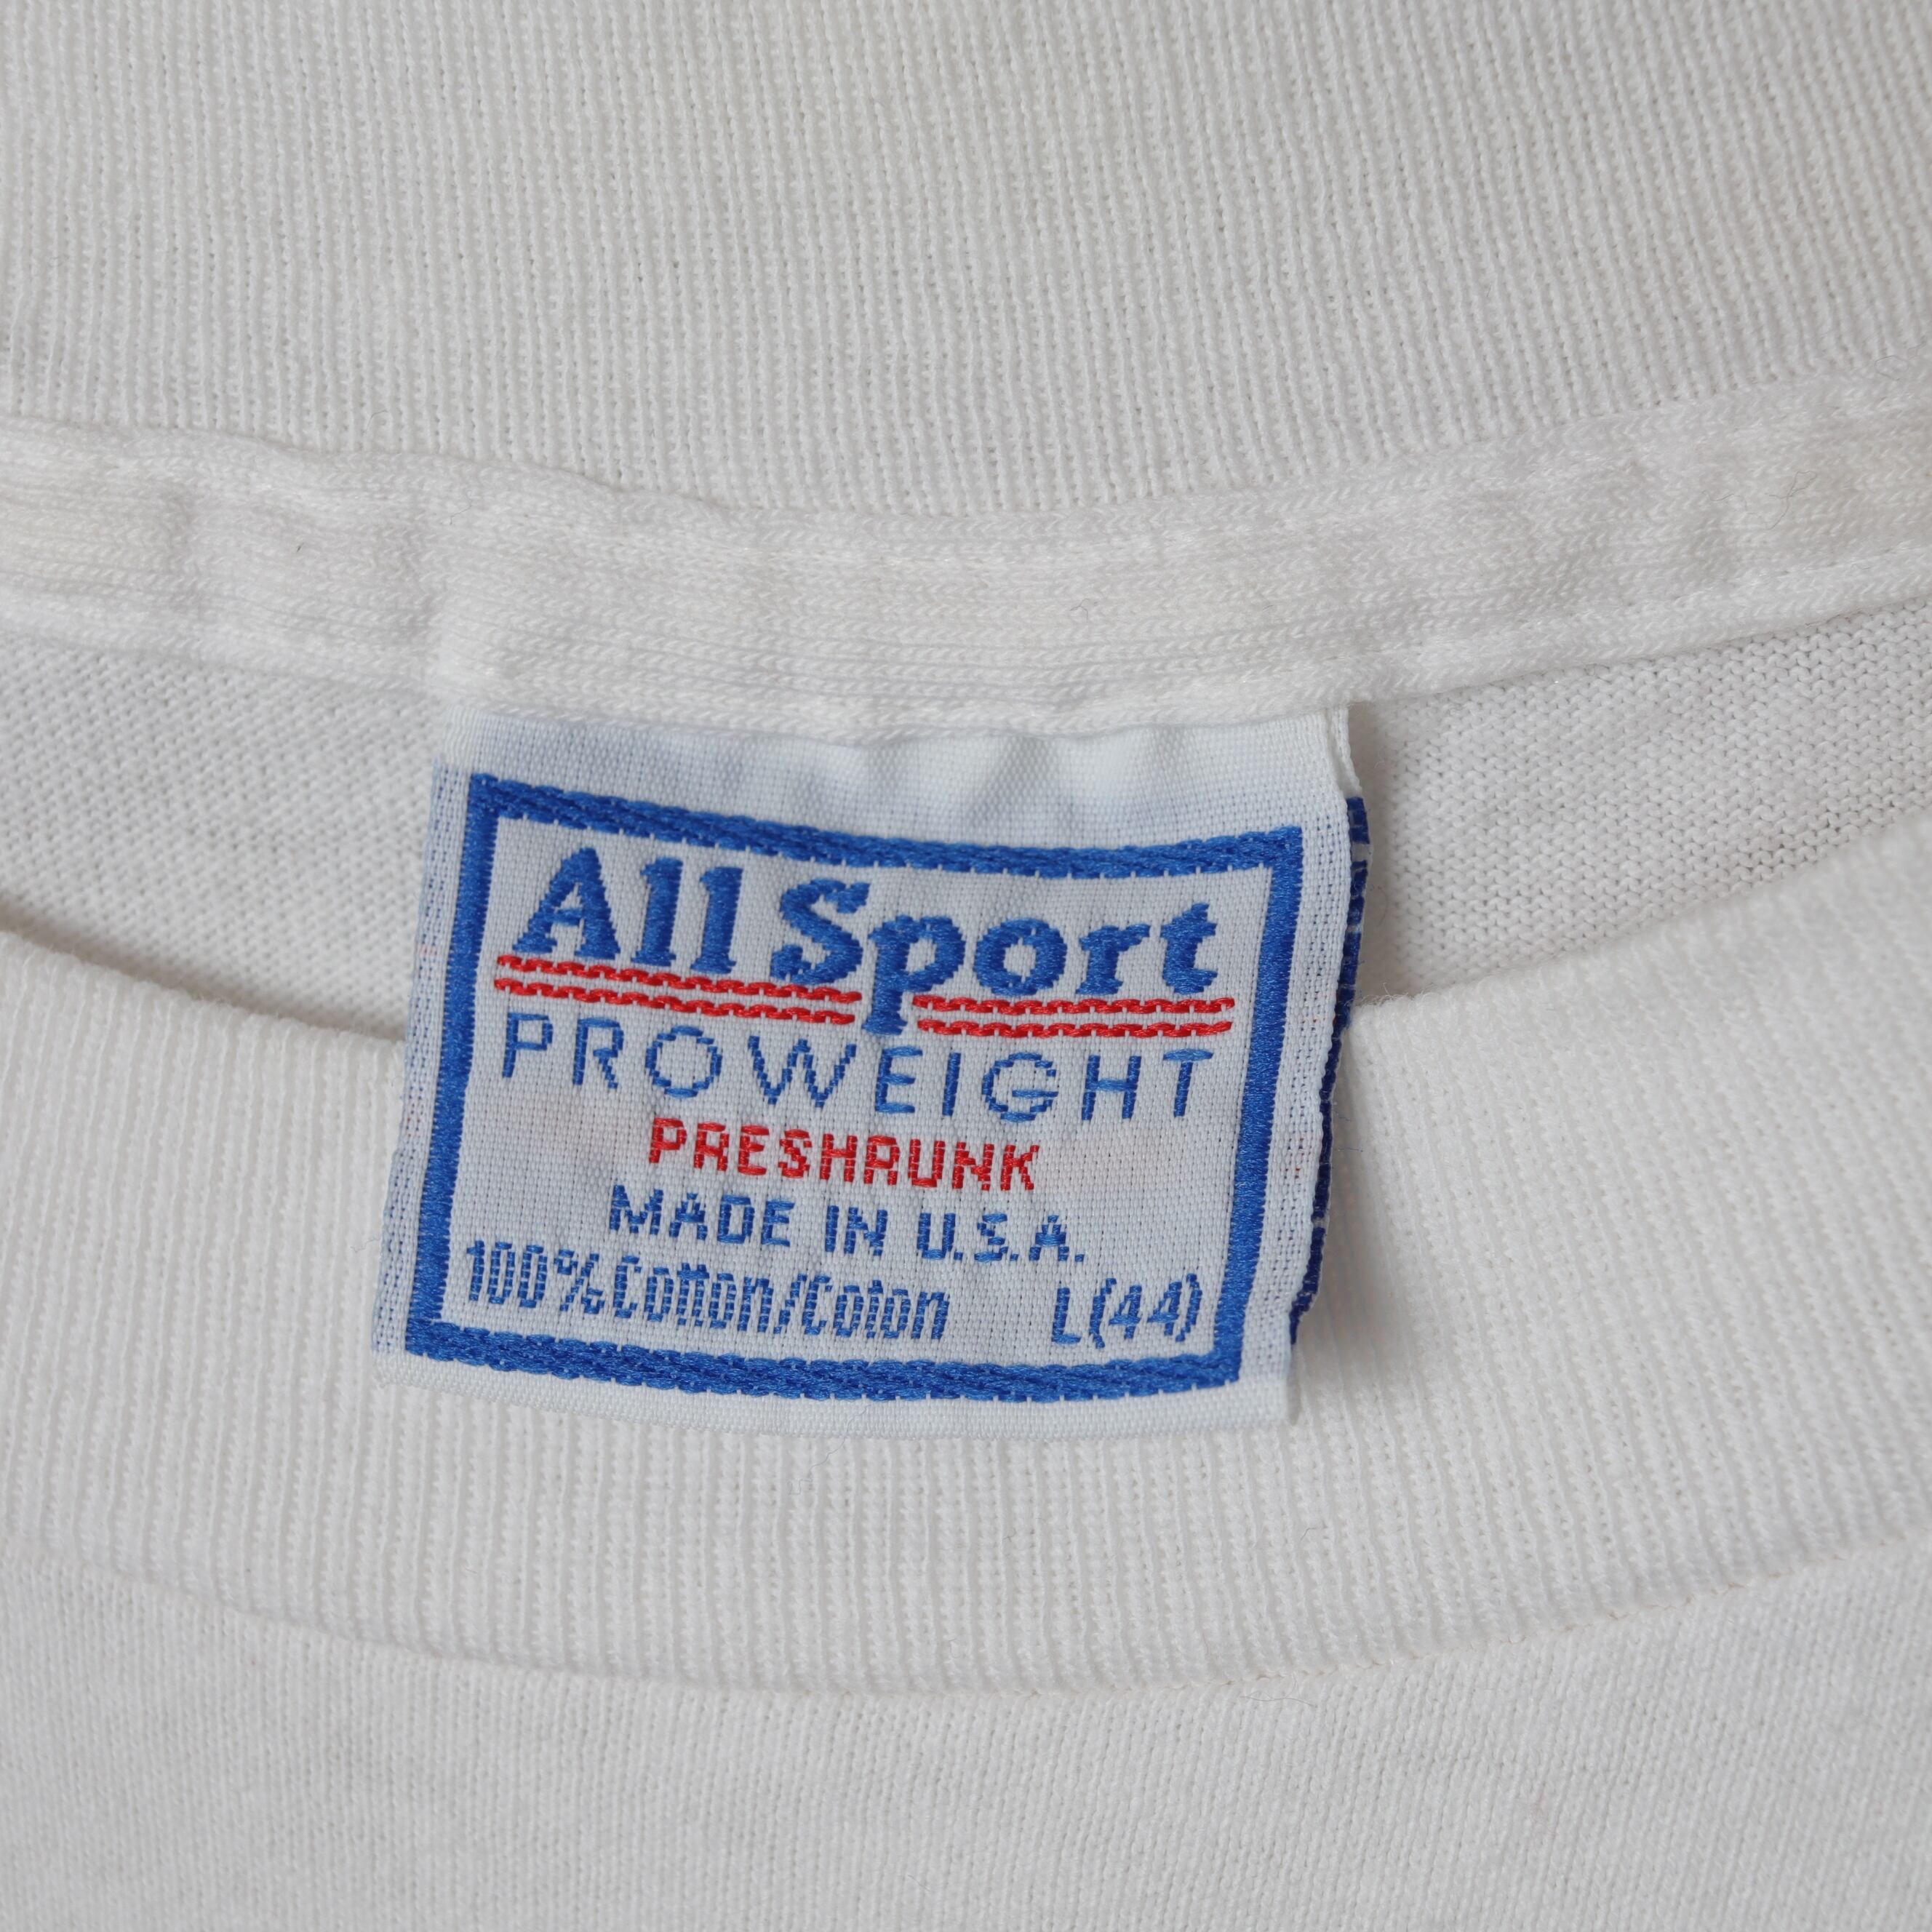 All Sport
PROWEIGHT
PRESHRUNK
MADE IN U.S.A.
100% Cotton/Coton L(44)